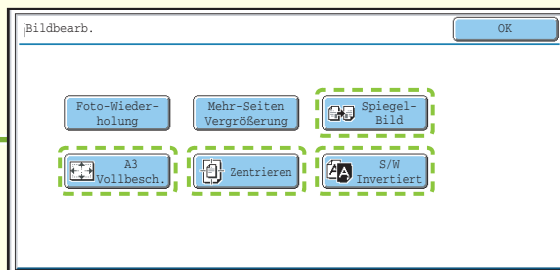 Bildbearb.
OK
Foto-Wieder-
holung
Mehr-Seiten
Vergrößerung
Spiegel-
Bild
A3
Vollbesch.
Zentrieren
S/W
Invertiert